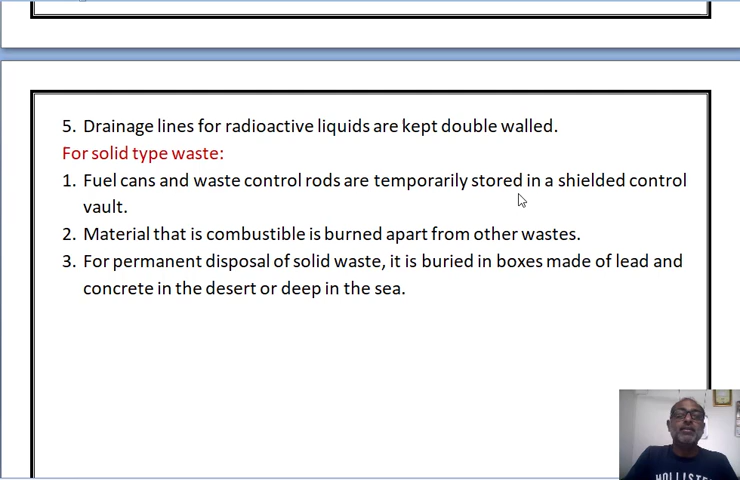 5. Drainage lines for radioactive liquids are kept double walled.
For solid type waste:
1. Fuel cans and waste control rods are temporarily stored in a shielded control
vault.
2. Material that is combustible is burned apart from other wastes.
3. For permanent disposal of solid waste, it is buried in boxes made of lead and
concrete in the desert or deep in the sea.
HOLLISTE